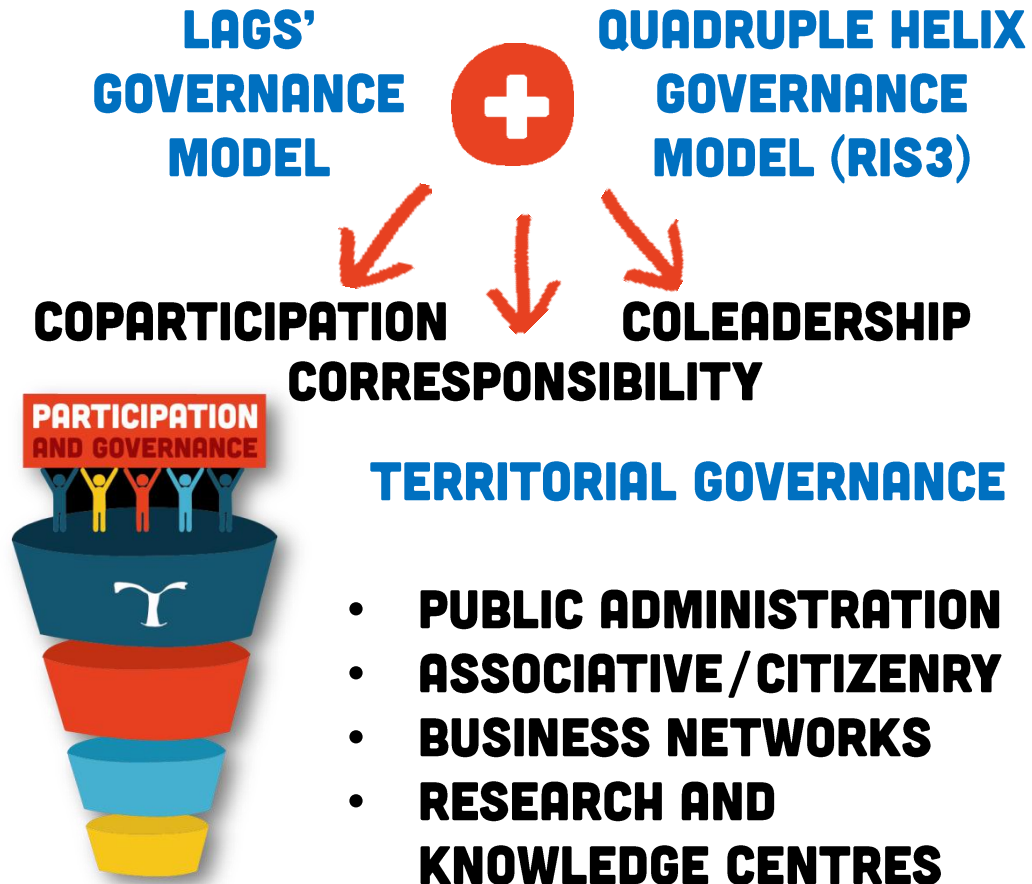 LAGS'
GOVERNANCE
MODEL
QUADRUPLE HELIX
GOVERNANCE
MODEL (RIS3)
COPARTICIPATION
COLEADERSHIP
CORRESPONSIBILITY
PARTICIPATION
AND GOVERNANCE
TERRITORIAL GOVERNANCE
• PUBLIC ADMINISTRATION
• ASSOCIATIVE/CITIZENRY
• BUSINESS NETWORKS
• RESEARCH AND
KNOWLEDGE CENTRES